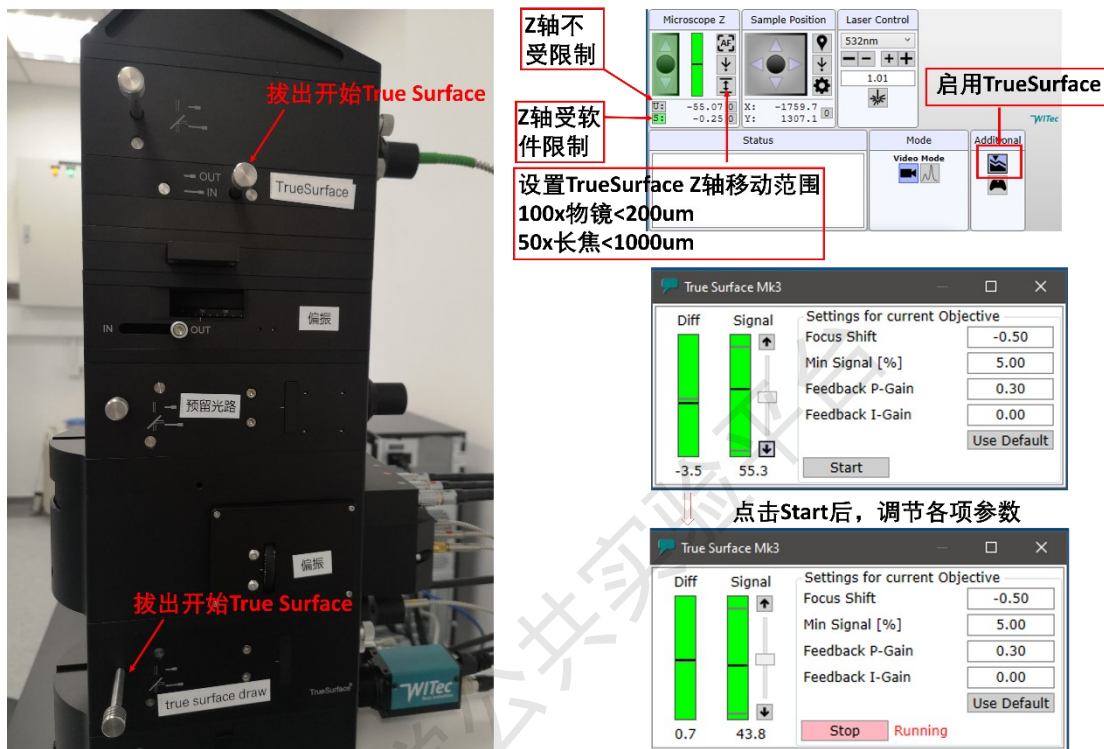 拔出开始True Surface
OUT
IN
TrueSurface
IN
OUT
偏振
预留光路
偏振
拔出开始True Surface
true surface draw
TrueSurface
WITec
Z轴不
受限制
Z轴受软
件限制
Microscope Z
Sample Position
Laser Control
AF
532nm
1.01
U: -55.07 0
S: -0.25 0
X: -1759.7
Y: 1307.1
0
启用TrueSurface
WITec
Status
Mode
Additional
Video Mode
设置TrueSurface Z轴移动范围
100x物镜<200um
50x长焦<1000um
True Surface Mk3
Diff
Signal
Settings for current Objective
Focus Shift -0.50
Min Signal [%] 5.00
Feedback P-Gain 0.30
Feedback I-Gain 0.00
Use Default
-3.5
55.3
Start
点击Start后，调节各项参数
True Surface Mk3
Diff
Signal
Settings for current Objective
Focus Shift -0.50
Min Signal [%] 5.00
Feedback P-Gain 0.30
Feedback I-Gain 0.00
Use Default
0.7
43.8
Stop
Running
公共实验平台